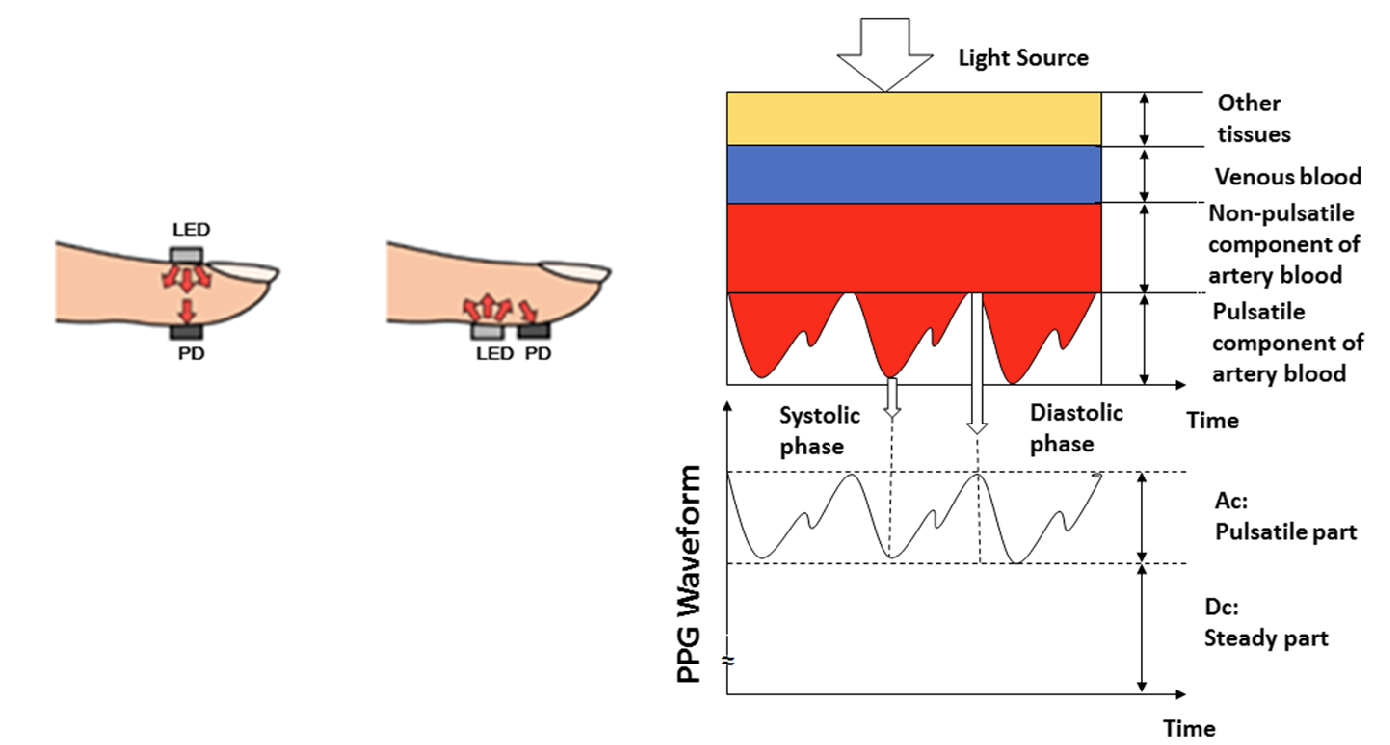 LED
PD
LED PD
Light Source
Other
tissues
Venous blood
Non-pulsatile
component of
artery blood
Pulsatile
component of
artery blood
Time
Systolic
phase
Diastolic
phase
PPG Waveform
Ac:
Pulsatile part
Dc:
Steady part
≈
Time